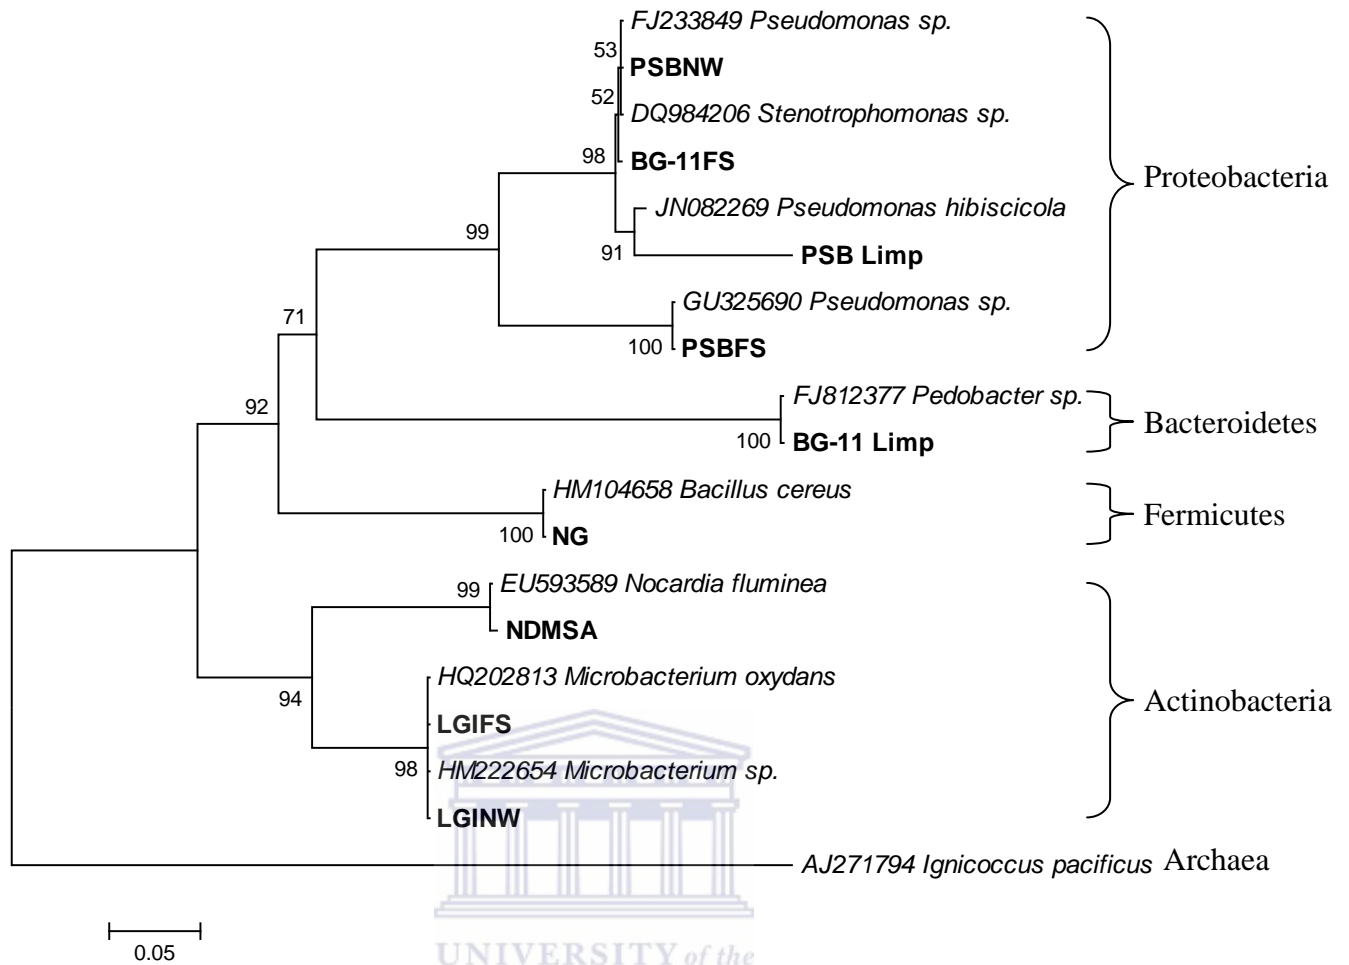 FJ233849 Pseudomonas sp.
53
PSBNW
52
DQ984206 Stenotrophomonas sp.
98
BG-11FS
Proteobacteria
JN082269 Pseudomonas hibiscicola
99
91
PSB Limp
GU325690 Pseudomonas sp.
71
100
PSBFS
FJ812377 Pedobacter sp.
92
Bacteroidetes
100
BG-11 Limp
HM104658 Bacillus cereus
Fermicutes
100
NG
EU593589 Nocardia fluminea
99
NDMSA
HQ202813 Microbacterium oxydans
94
Actinobacteria
LGIFS
98
HM222654 Microbacterium sp.
LGINW
AJ271794 Ignicoccus pacificus Archaea
0.05
UNIVERSITY of the